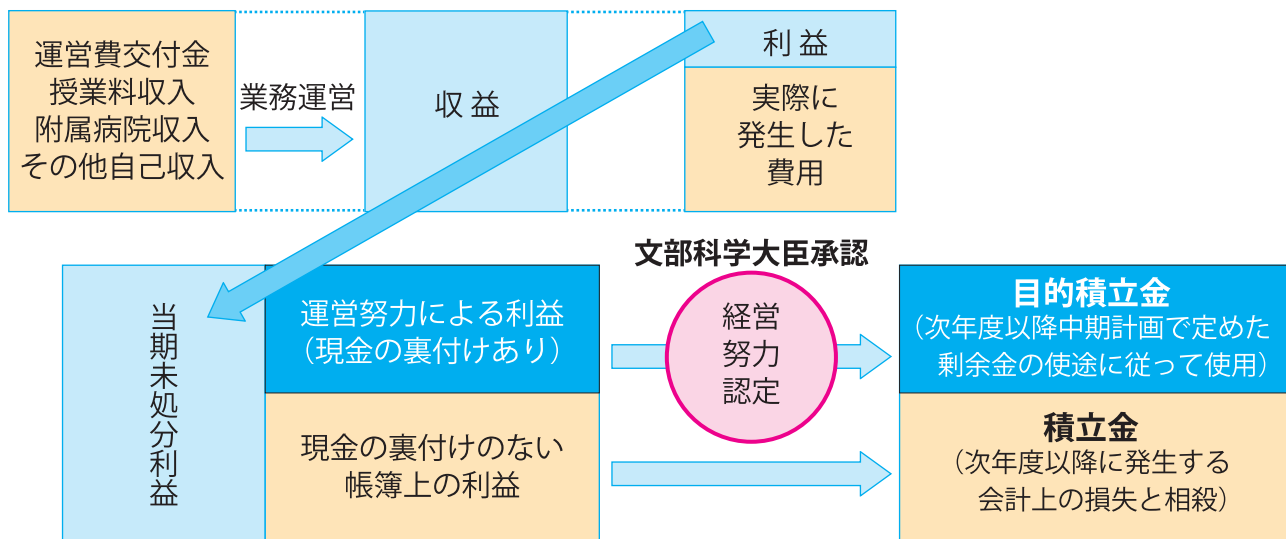 運営費交付金
授業料収入
附属病院収入
その他自己収入
業務運営
収益
利益
実際に
発生した
費用
当期未処分利益
運営努力による利益
（現金の裏付けあり）
現金の裏付けのない
帳簿上の利益
文部科学大臣承認
経営
努力
認定
目的積立金
（次年度以降中期計画で定めた
剰余金の使途に従って使用）
積立金
（次年度以降に発生する
会計上の損失と相殺）